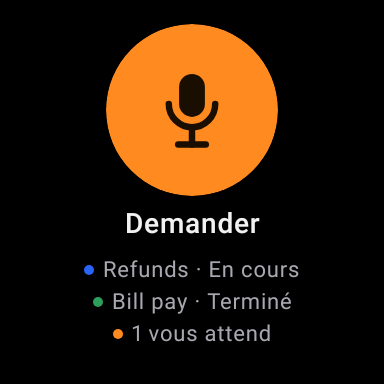 Demander
Refunds · En cours
Bill pay · Terminé
1 vous attend